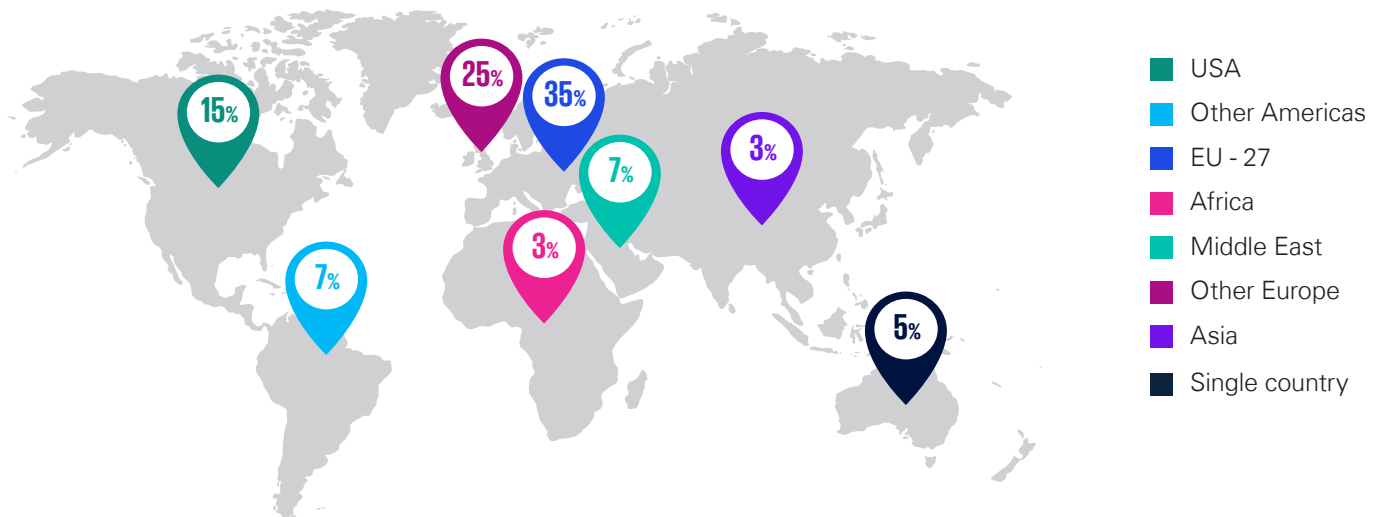 25%
35%
15%
3%
7%
3%
7%
5%
USA
Other Americas
EU - 27
Africa
Middle East
Other Europe
Asia
Single country